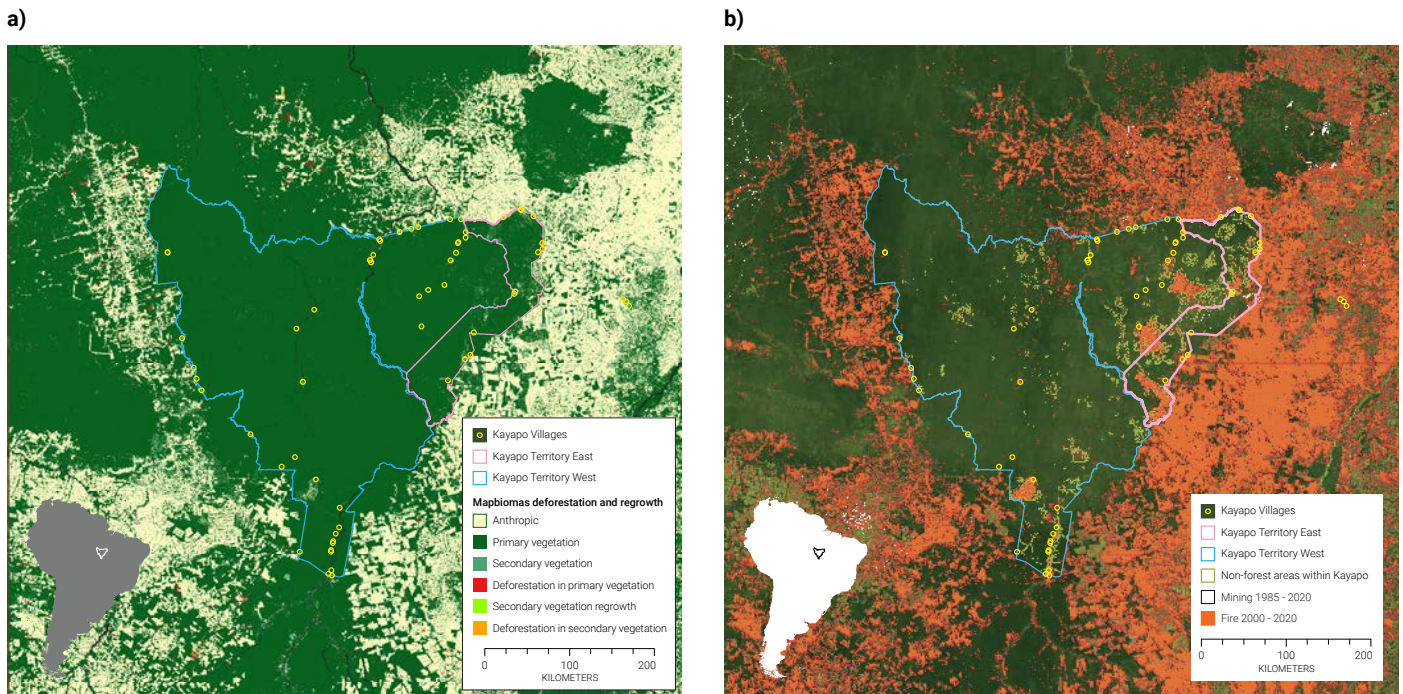 a)
Kayapo Villages
Kayapo Territory East
Kayapo Territory West
Mapbiomas deforestation and regrowth
Anthropic
Primary vegetation
Secondary vegetation
Deforestation in primary vegetation
Secondary vegetation regrowth
Deforestation in secondary vegetation
0 100 200
KILOMETERS
b)
Kayapo Villages
Kayapo Territory East
Kayapo Territory West
Non-forest areas within Kayapo
Mining 1985 - 2020
Fire 2000 - 2020
0 100 200
KILOMETERS